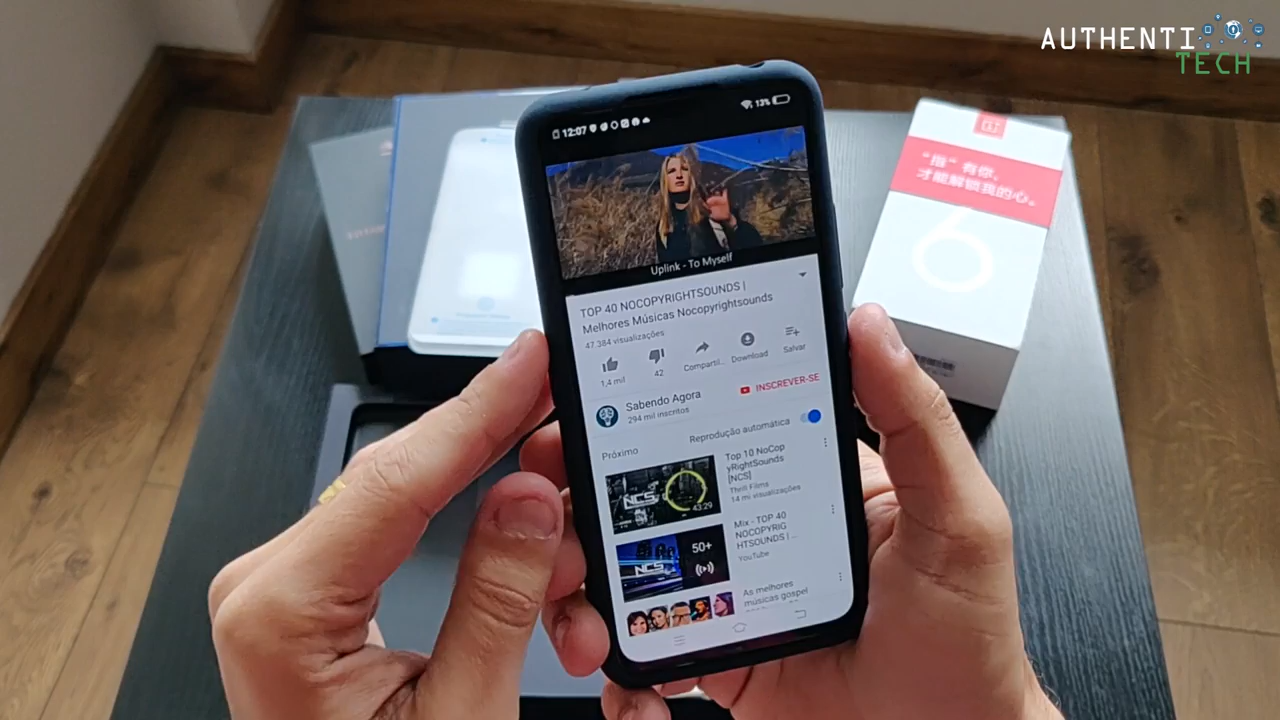 AUTHENTI
TECH
12:07
13%
Uplink - To Myself
TOP 40 NOCOPYRIGHTSOUNDS |
Melhores Músicas Nocopyrightsounds
47.384 visualizações
1,4 mil
42
Compartil...
Download
Salvar
Sabendo Agora
294 mil inscritos
INSCREVER-SE
Reprodução automática
Próximo
NCS
43:29
Top 10 NoCop
yRightSounds
[NCS]
Thrill Films
14 mi visualizações
NCS
50+
Mix - TOP 40
NOCOPYRIG
HTSOUNDS | ...
YouTube
As melhores
músicas gospel
“指”有你，
才能解锁我的心。
6